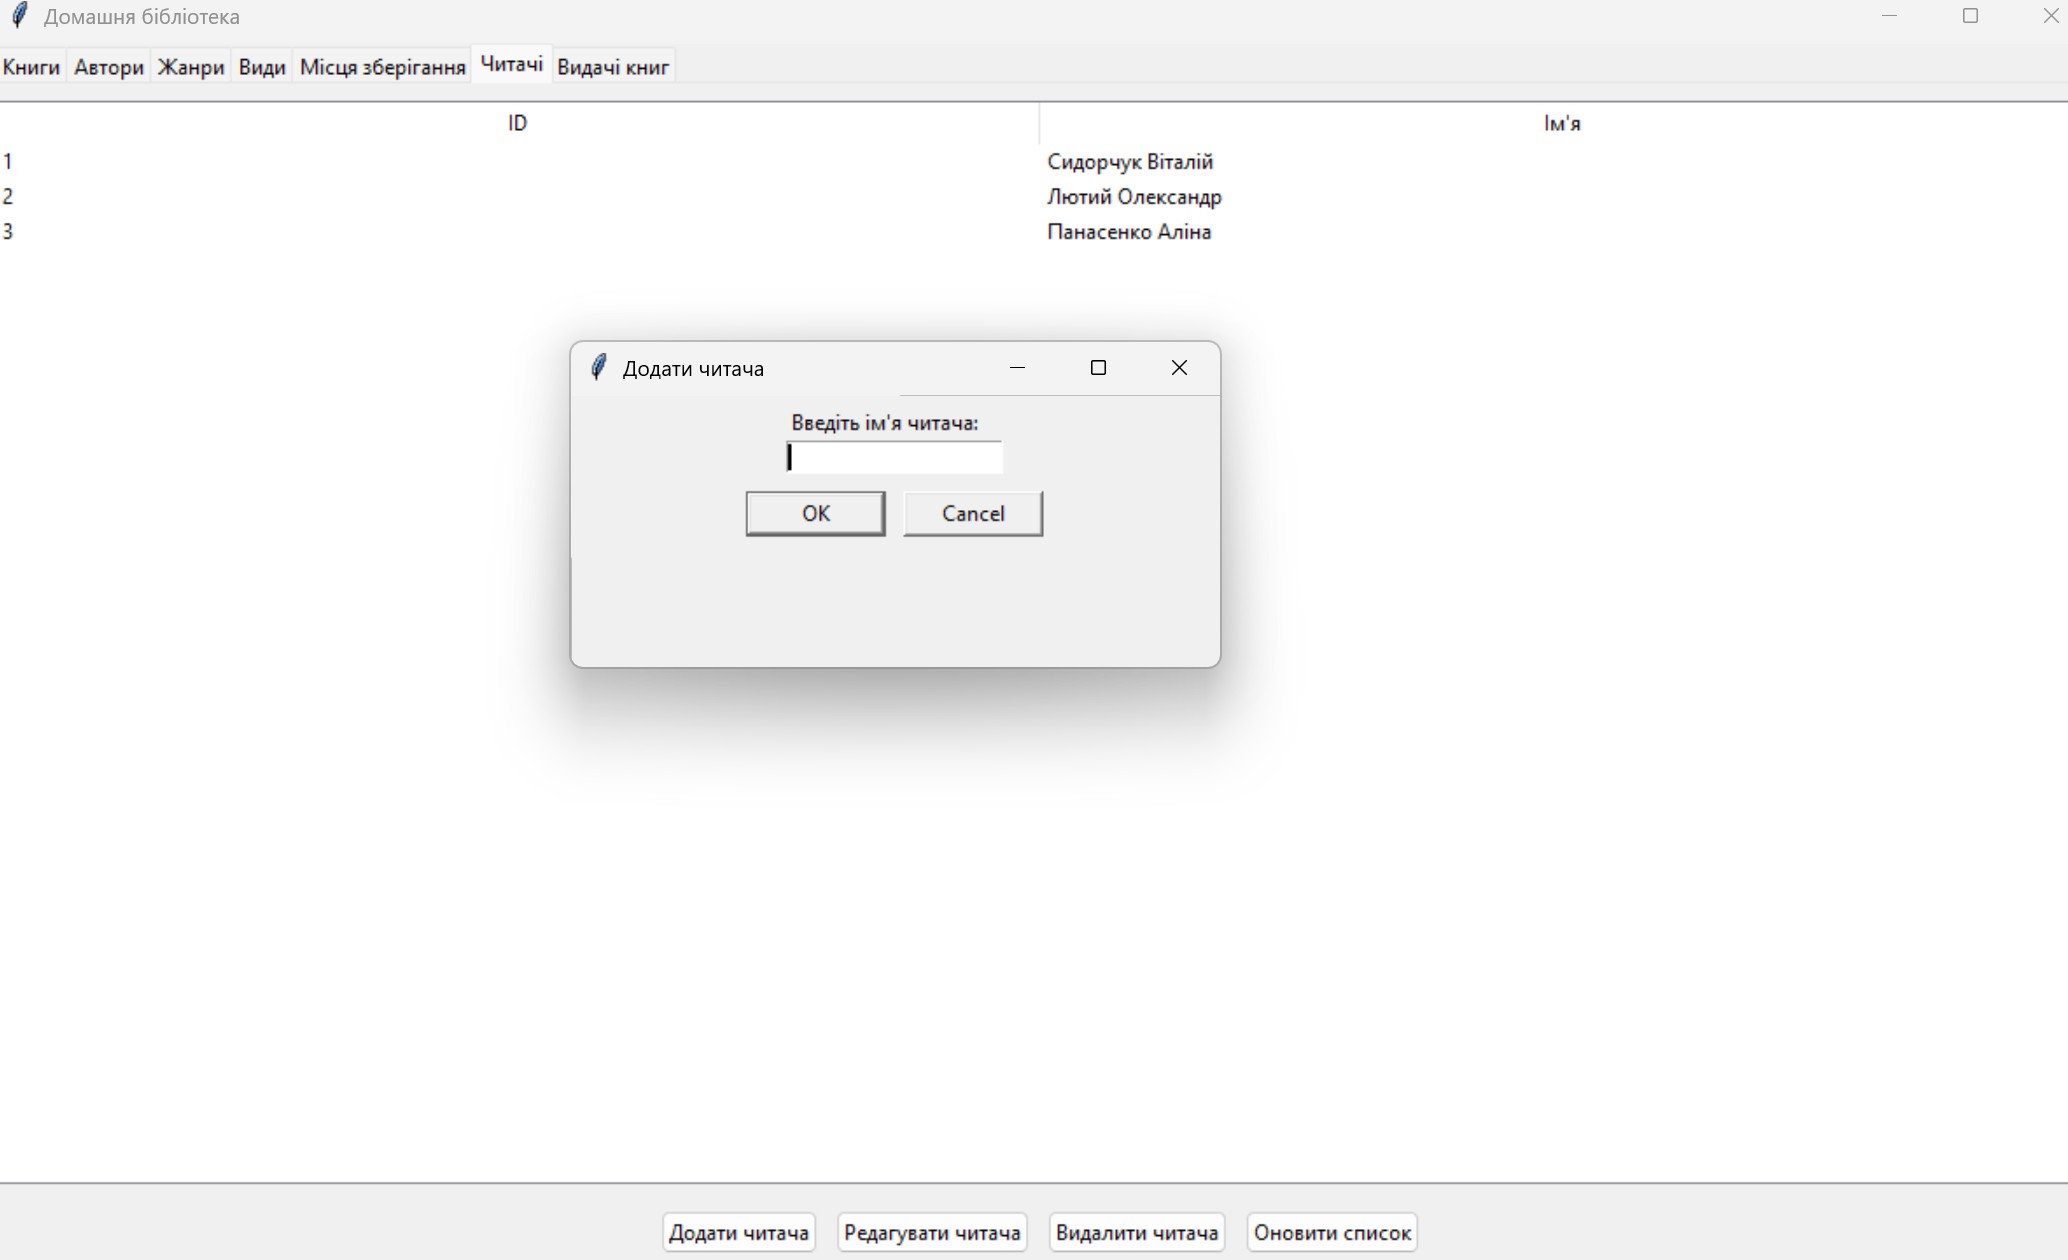 Домашня бібліотека
Книги Автори Жанри Види Місця зберігання Читачі Видачі книг
ID Ім'я
1 Сидорчук Віталій
2 Лютий Олександр
3 Панасенко Аліна
Додати читача
Введіть ім'я читача:
OK Cancel
Додати читача Редагувати читача Видалити читача Оновити список